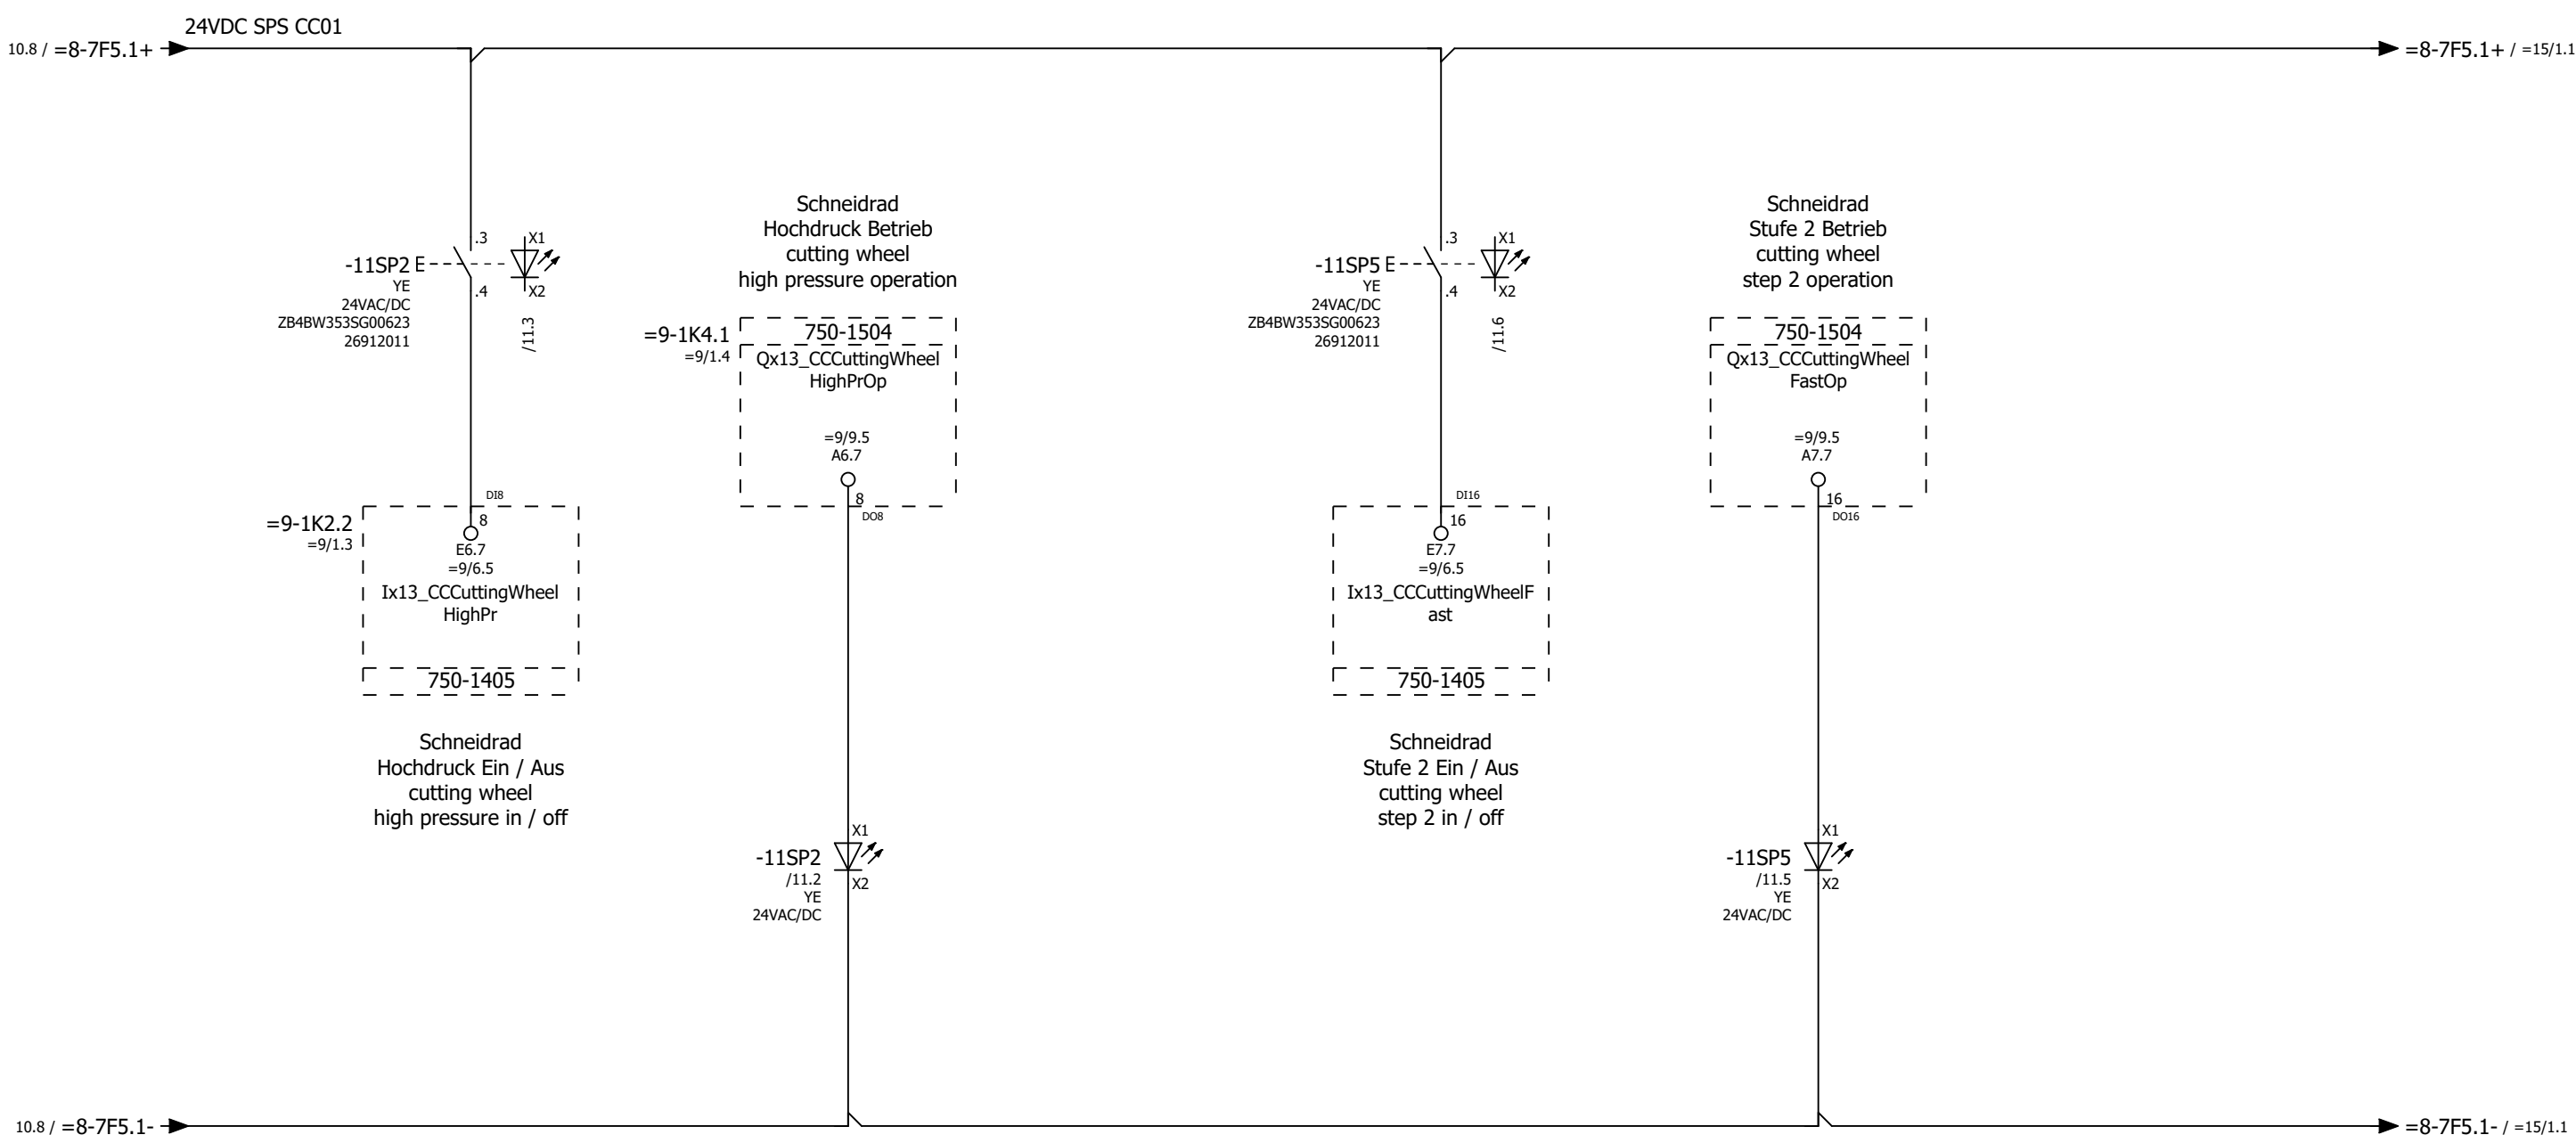 24VDC SPS CC01
10.8 / =8-7F5.1+
=8-7F5.1+ / =15/1.1
-11SP2
YE
24VAC/DC
ZB4BW353SG00623
26912011
.3
.4
X1
X2
/11.3
=9-1K2.2
=9/1.3
DI8
8
E6.7
=9/6.5
Ix13_CCCuttingWheel
HighPr
750-1405
Schneidrad
Hochdruck Ein / Aus
cutting wheel
high pressure in / off
Schneidrad
Hochdruck Betrieb
cutting wheel
high pressure operation
=9-1K4.1
=9/1.4
750-1504
Qx13_CCCuttingWheel
HighPrOp
=9/9.5
A6.7
8
DO8
X1
-11SP2
/11.2
X2
YE
24VAC/DC
-11SP5
YE
24VAC/DC
ZB4BW353SG00623
26912011
.3
.4
X1
X2
/11.6
DI16
16
E7.7
=9/6.5
Ix13_CCCuttingWheelF
ast
750-1405
Schneidrad
Stufe 2 Ein / Aus
cutting wheel
step 2 in / off
Schneidrad
Stufe 2 Betrieb
cutting wheel
step 2 operation
750-1504
Qx13_CCCuttingWheel
FastOp
=9/9.5
A7.7
16
DO16
X1
-11SP5
/11.5
X2
YE
24VAC/DC
10.8 / =8-7F5.1-
=8-7F5.1- / =15/1.1